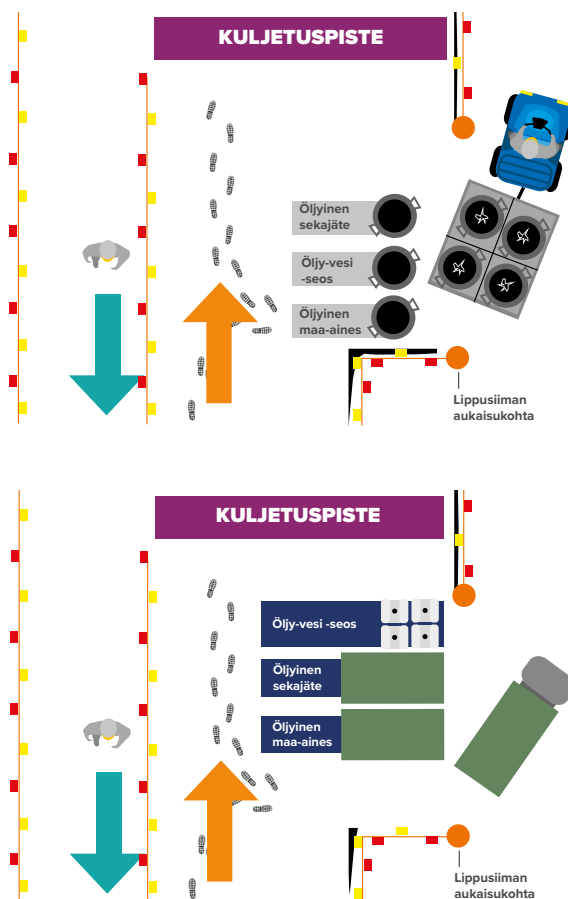 KULJETUSPISTE
Öljyinen
sekajäte
Öljy-vesi
-seos
Öljyinen
maa-aines
Lippusiiman
aukaisukohta
KULJETUSPISTE
Öljy-vesi -seos
Öljyinen
sekajäte
Öljyinen
maa-aines
Lippusiiman
aukaisukohta